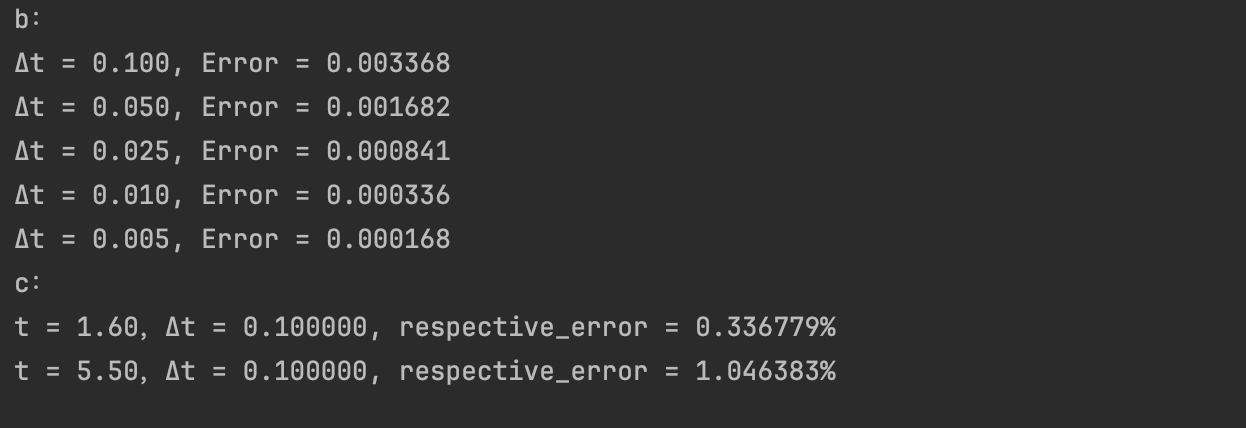 b:
Δt = 0.100, Error = 0.003368
Δt = 0.050, Error = 0.001682
Δt = 0.025, Error = 0.000841
Δt = 0.010, Error = 0.000336
Δt = 0.005, Error = 0.000168
c:
t = 1.60, Δt = 0.100000, respective_error = 0.336779%
t = 5.50, Δt = 0.100000, respective_error = 1.046383%